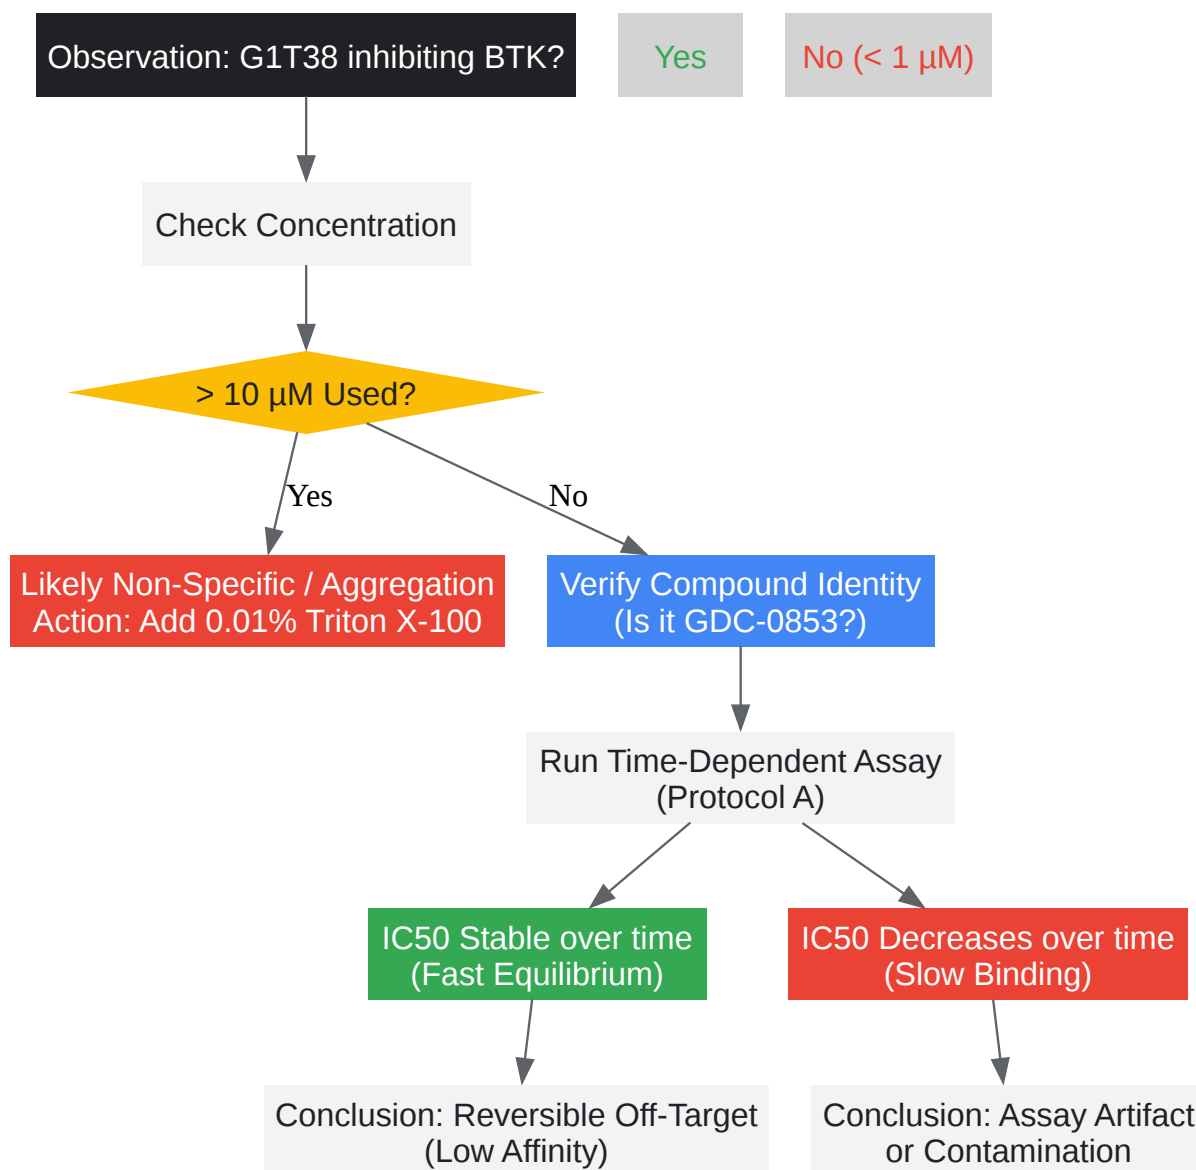 Observation: G1T38 inhibiting BTK?
Yes
No (< 1 µM)
Check Concentration
> 10 µM Used?
Yes
No
Likely Non-Specific / Aggregation
Action: Add 0.01% Triton X-100
Verify Compound Identity
(Is it GDC-0853?)
Run Time-Dependent Assay
(Protocol A)
IC50 Stable over time
(Fast Equilibrium)
IC50 Decreases over time
(Slow Binding)
Conclusion: Reversible Off-Target
(Low Affinity)
Conclusion: Assay Artifact
or Contamination